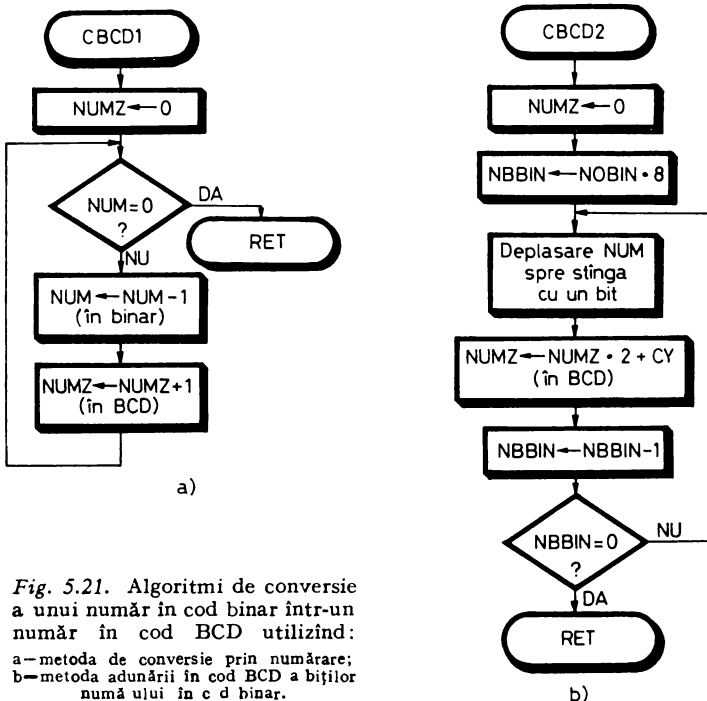 CBCD1
NUMZ←0
NUM=0
?
DA
RET
NU
NUM←NUM-1
(în binar)
NUMZ←NUMZ+1
(în BCD)
a)
CBCD2
NUMZ←0
NBBIN←NOBIN•8
Deplasare NUM
spre stînga
cu un bit
NUMZ←NUMZ•2+CY
(în BCD)
NBBIN←NBBIN-1
NBBIN=0
?
NU
DA
RET
b)
Fig. 5.21. Algoritmi de conversie
a unui număr în cod binar într-un
număr în cod BCD utilizînd:
a—metoda de conversie prin numărare;
b—metoda adunării în cod BCD a biților
numă ului în c d binar.